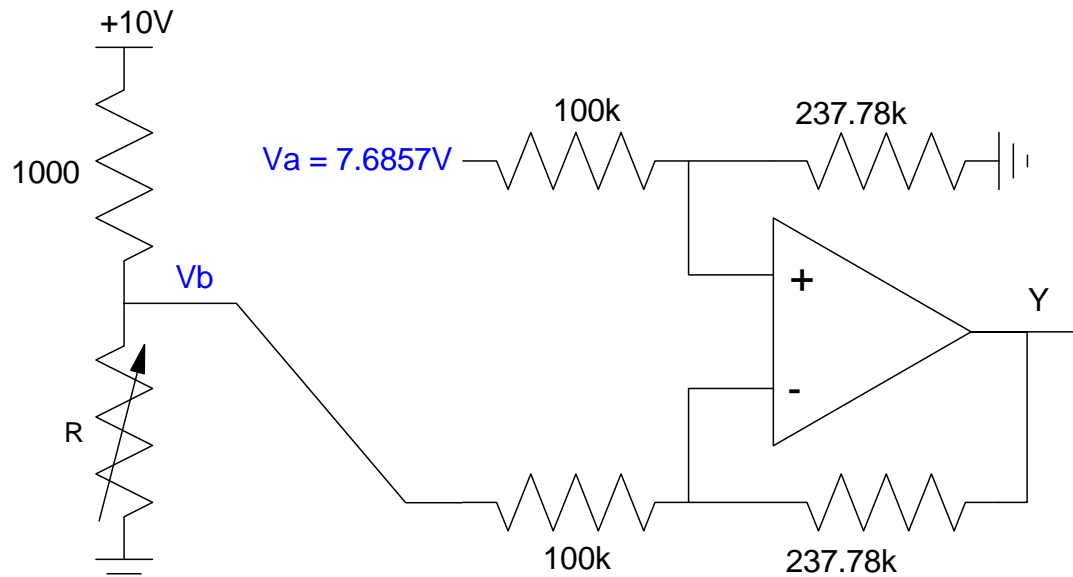 +10V
100k
237.78k
1000
Va = 7.6857V
Vb
+
Y
R
-
100k
237.78k